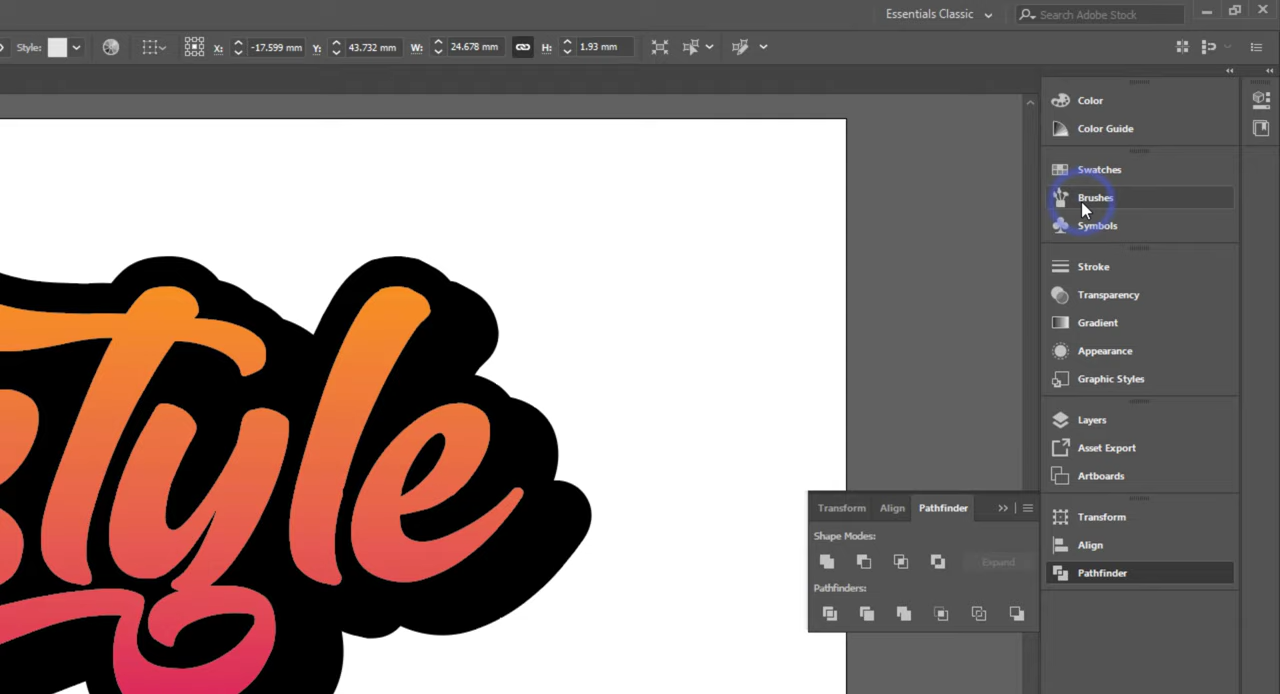 Essentials Classic
Search Adobe Stock
Style:
X: -17.599 mm
Y: 43.732 mm
W: 24.678 mm
H: 1.93 mm
Color
Color Guide
Swatches
Brushes
Symbols
Stroke
Transparency
Gradient
Appearance
Graphic Styles
Layers
Asset Export
Artboards
Transform
Align
Pathfinder
Style
Transform Align Pathfinder
Shape Modes:
Expand
Pathfinders: